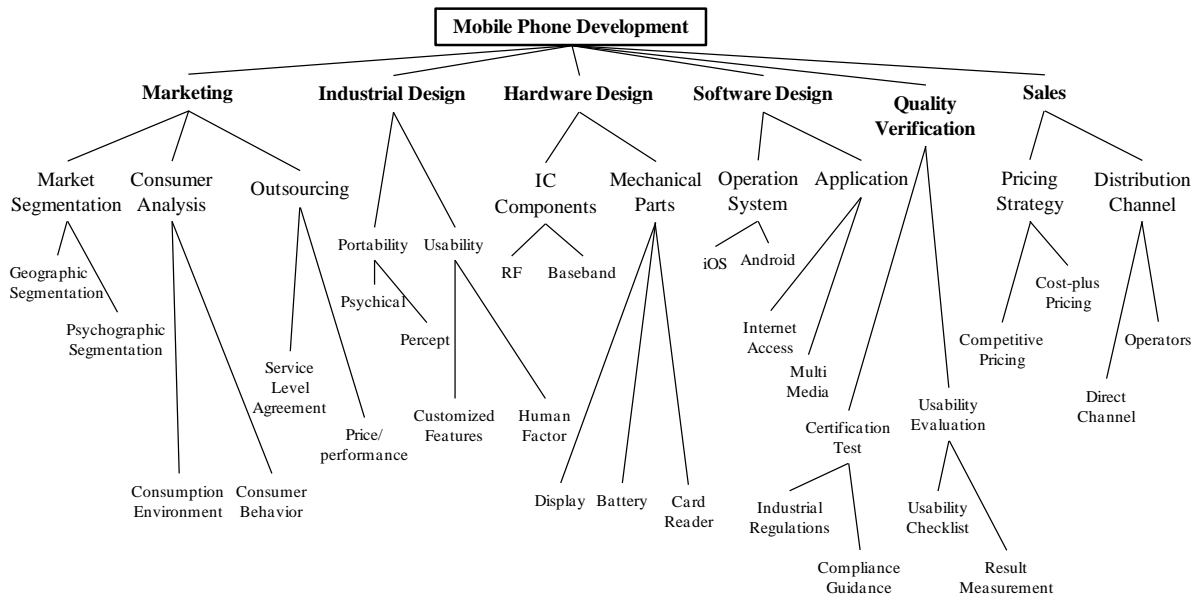 Mobile Phone Development
Marketing
Industrial Design
Hardware Design
Software Design
Quality
Verification
Sales
Market
Segmentation
Consumer
Analysis
Outsourcing
IC
Components
Mechanical
Parts
Operation
System
Application
Pricing
Strategy
Distribution
Channel
Portability
Usability
Geographic
Segmentation
Psychographic
Segmentation
RF
Baseband
iOS
Android
Psychical
Percept
Cost-plus
Pricing
Internet
Access
Multi
Media
Competitive
Pricing
Operators
Service
Level
Agreement
Price/
performance
Customized
Features
Human
Factor
Certification
Test
Usability
Evaluation
Direct
Channel
Consumption
Environment
Consumer
Behavior
Display
Battery
Card
Reader
Industrial
Regulations
Usability
Checklist
Compliance
Guidance
Result
Measurement